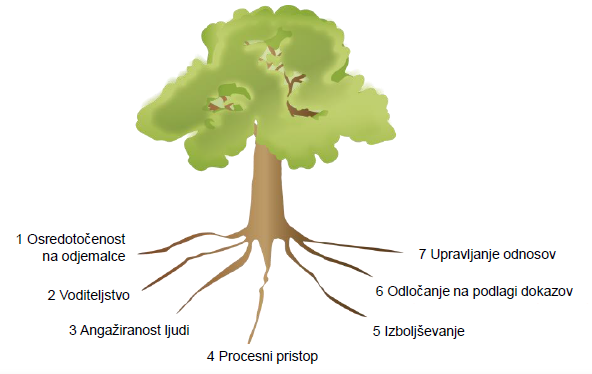 1 Osredotočenost
na odjemalce
2 Voditeljstvo
3 Angažiranost ljudi
4 Procesni pristop
5 Izboljševanje
6 Odločanje na podlagi dokazov
7 Upravljanje odnosov